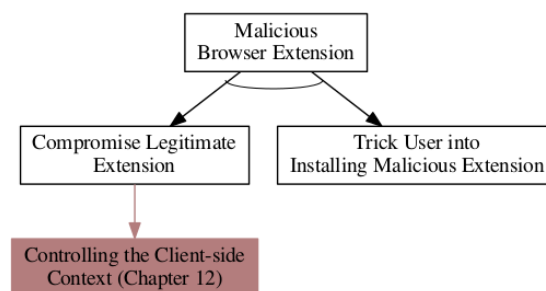 Malicious
Browser Extension
Compromise Legitimate
Extension
Trick User into
Installing Malicious Extension
Controlling the Client-side
Context (Chapter 12)